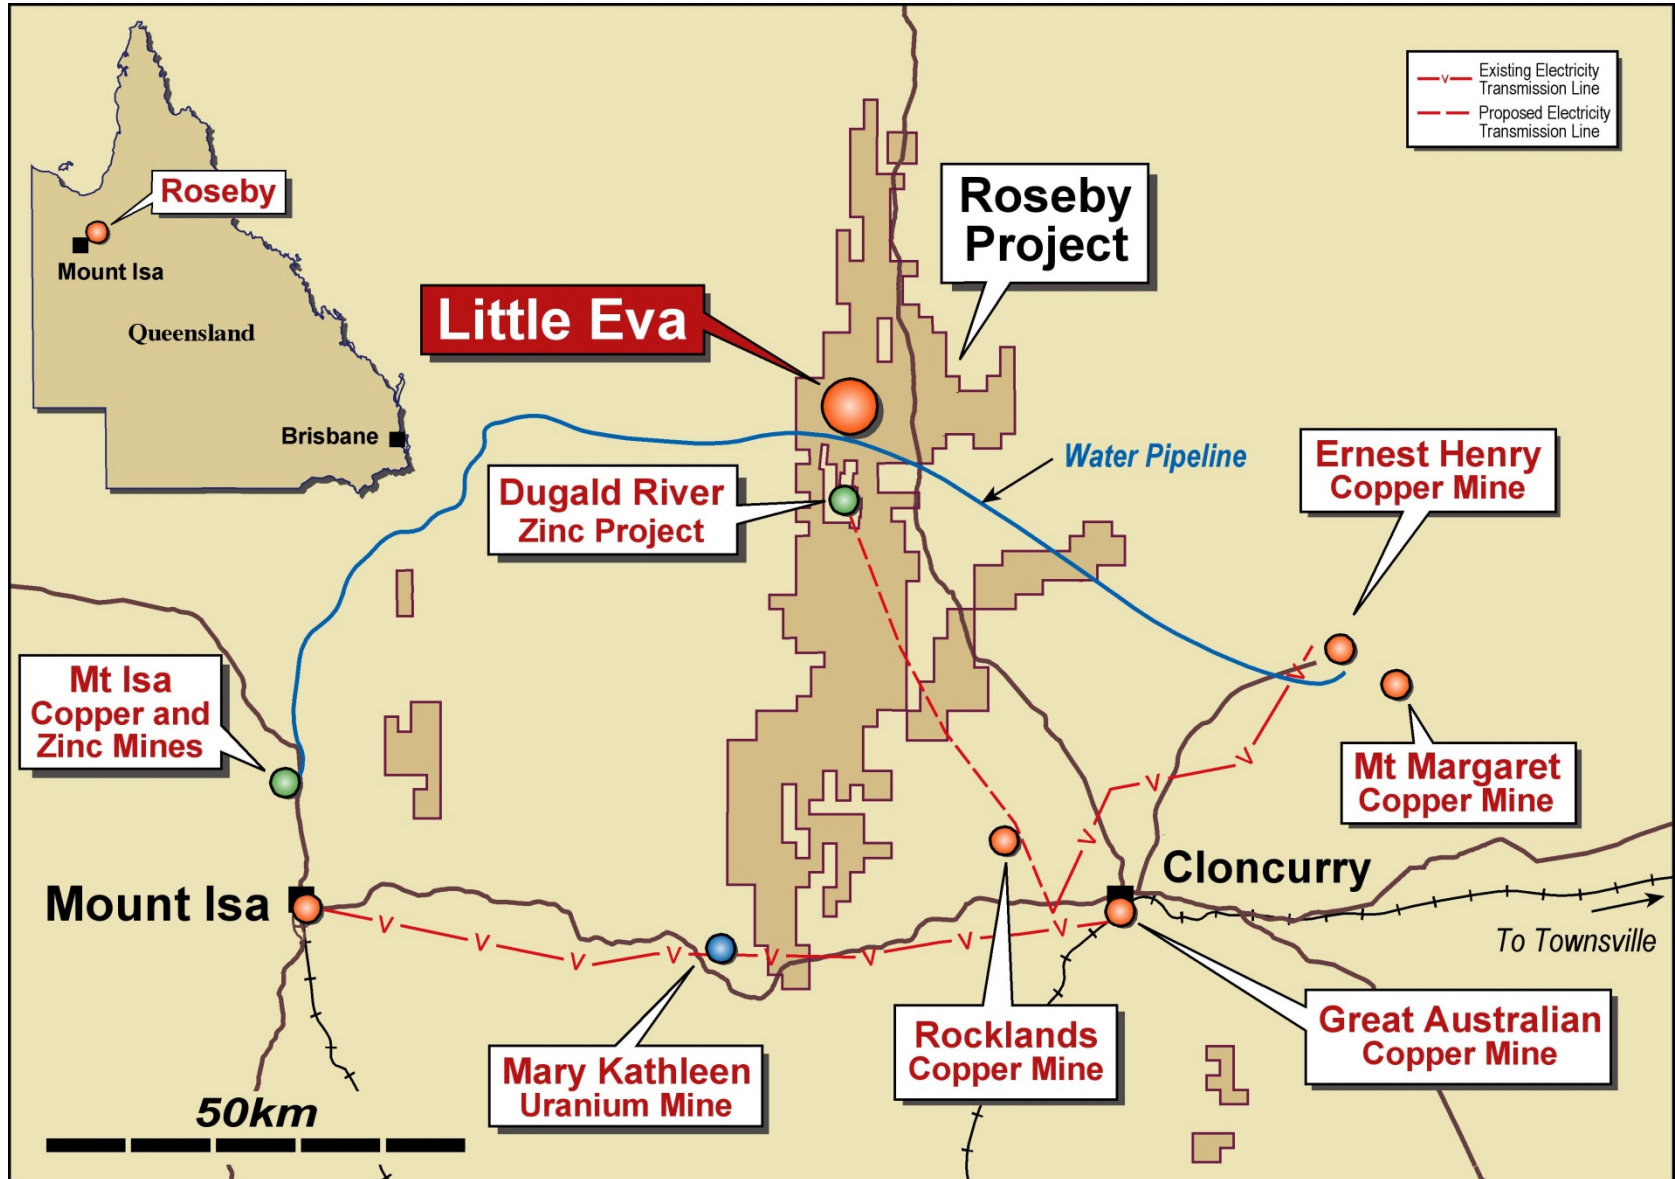 Existing Electricity
Transmission Line
Proposed Electricity
Transmission Line
Roseby
Mount Isa
Queensland
Brisbane
Roseby
Project
Little Eva
Water Pipeline
Ernest Henry
Copper Mine
Dugald River
Zinc Project
Mt Isa
Copper and
Zinc Mines
Mt Margaret
Copper Mine
Mount Isa
Cloncurry
To Townsville
Mary Kathleen
Uranium Mine
Rocklands
Copper Mine
Great Australian
Copper Mine
50km